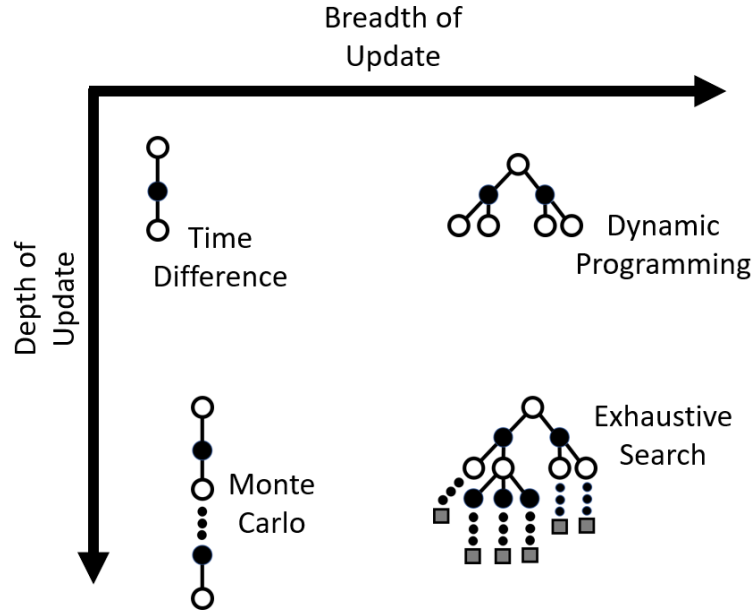 Breadth of
Update
Time
Difference
Dynamic
Programming
Depth of
Update
Monte
Carlo
Exhaustive
Search